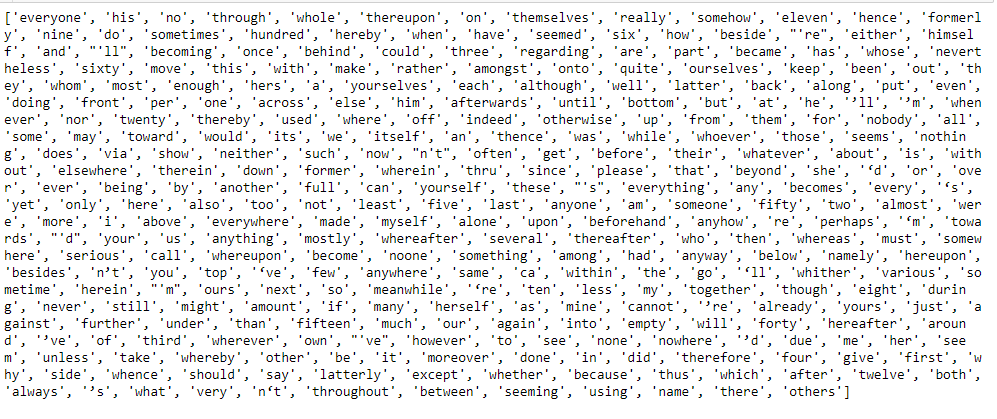 ['everyone', 'his', 'no', 'through', 'whole', 'thereupon', 'on', 'themselves', 'really', 'somehow', 'eleven', 'hence', 'formerl
y', 'nine', 'do', 'sometimes', 'hundred', 'hereby', 'when', 'have', 'seemed', 'six', 'how', 'beside', "'re", 'either', 'himsel
f', 'and', "'ll", 'becoming', 'once', 'behind', 'could', 'three', 'regarding', 'are', 'part', 'became', 'has', 'whose', 'nevert
heless', 'sixty', 'move', 'this', 'with', 'make', 'rather', 'amongst', 'onto', 'quite', 'ourselves', 'keep', 'been', 'out', 'th
ey', 'whom', 'most', 'enough', 'hers', 'a', 'yourselves', 'each', 'although', 'well', 'latter', 'back', 'along', 'put', 'even',
'doing', 'front', 'per', 'one', 'across', 'else', 'him', 'afterwards', 'until', 'bottom', 'but', 'at', 'he', '’ll', '’m', 'when
ever', 'nor', 'twenty', 'thereby', 'used', 'where', 'off', 'indeed', 'otherwise', 'up', 'from', 'them', 'for', 'nobody', 'all',
'some', 'may', 'toward', 'would', 'its', 'we', 'itself', 'an', 'thence', 'was', 'while', 'whoever', 'those', 'seems', 'nothin
g', 'does', 'via', 'show', 'neither', 'such', 'now', "n't", 'often', 'get', 'before', 'their', 'whatever', 'about', 'is', 'with
out', 'elsewhere', 'therein', 'down', 'former', 'wherein', 'thru', 'since', 'please', 'that', 'beyond', 'she', '‘d', 'or', 'ove
r', 'ever', 'being', 'by', 'another', 'full', 'can', 'yourself', 'these', "'s", 'everything', 'any', 'becomes', 'every', '‘s',
'yet', 'only', 'here', 'also', 'too', 'not', 'least', 'five', 'last', 'anyone', 'am', 'someone', 'fifty', 'two', 'almost', 'wer
e', 'more', 'i', 'above', 'everywhere', 'made', 'myself', 'alone', 'upon', 'beforehand', 'anyhow', 're', 'perhaps', '‘m', 'towa
rds', "'d", 'your', 'us', 'anything', 'mostly', 'whereafter', 'several', 'thereafter', 'who', 'then', 'whereas', 'must', 'somew
here', 'serious', 'call', 'whereupon', 'become', 'noone', 'something', 'among', 'had', 'anyway', 'below', 'namely', 'hereupon',
'besides', 'n’t', 'you', 'top', '‘ve', 'few', 'anywhere', 'same', 'ca', 'within', 'the', 'go', '‘ll', 'whither', 'various', 'so
metime', 'herein', "'m", 'ours', 'next', 'so', 'meanwhile', '‘re', 'ten', 'less', 'my', 'together', 'though', 'eight', 'durin
g', 'never', 'still', 'might', 'amount', 'if', 'many', 'herself', 'as', 'mine', 'cannot', '’re', 'already', 'yours', 'just', 'a
gainst', 'further', 'under', 'than', 'fifteen', 'much', 'our', 'again', 'into', 'empty', 'will', 'forty', 'hereafter', 'aroun
d', '’ve', 'of', 'third', 'wherever', 'own', "'ve", 'however', 'to', 'see', 'none', 'nowhere', '’d', 'due', 'me', 'her', 'see
m', 'unless', 'take', 'whereby', 'other', 'be', 'it', 'moreover', 'done', 'in', 'did', 'therefore', 'four', 'give', 'first', 'w
hy', 'side', 'whence', 'should', 'say', 'latterly', 'except', 'whether', 'because', 'thus', 'which', 'after', 'twelve', 'both',
'always', '’s', 'what', 'very', 'n‘t', 'throughout', 'between', 'seeming', 'using', 'name', 'there', 'others']